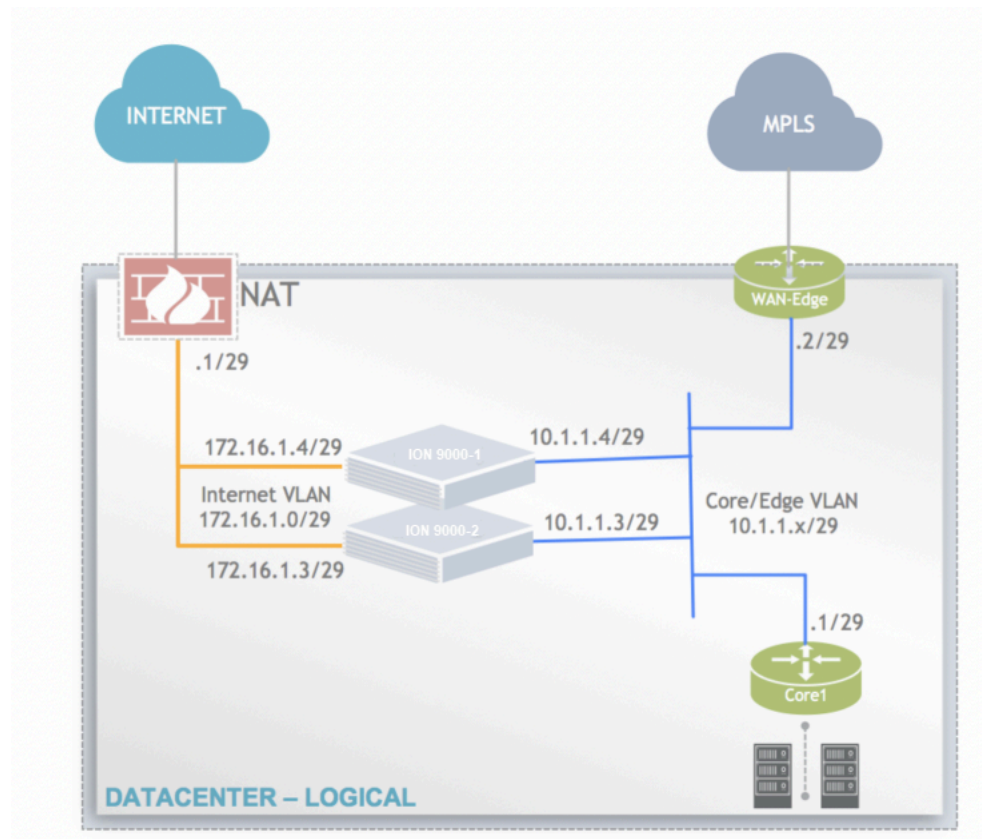 INTERNET
MPLS
NAT
WAN-Edge
.1/29
.2/29
172.16.1.4/29
ION 9000-1
10.1.1.4/29
Internet VLAN
172.16.1.0/29
ION 9000-2
10.1.1.3/29
Core/Edge VLAN
10.1.1.x/29
172.16.1.3/29
.1/29
Core1
DATACENTER – LOGICAL